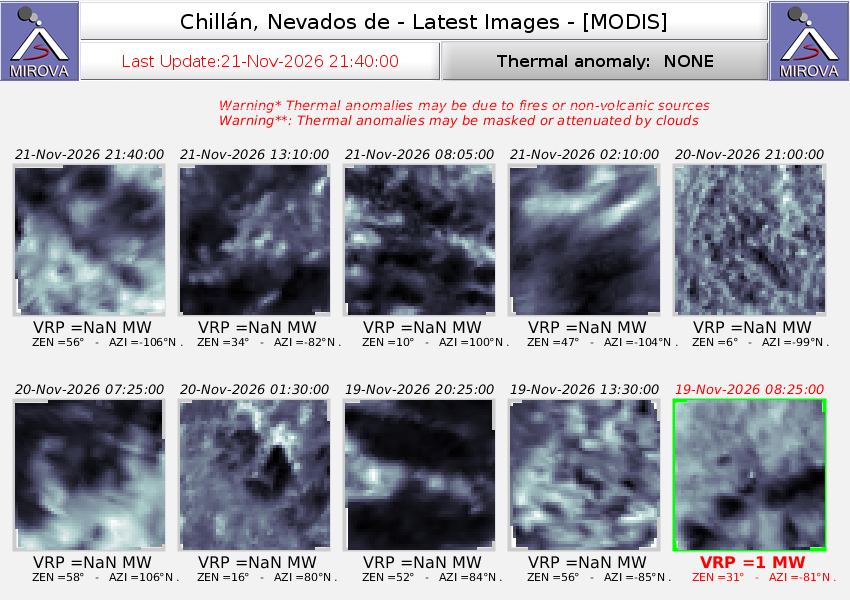 Chillán, Nevados de - Latest Images - [MODIS]
MIROVA
Last Update:21-Nov-2026 21:40:00
Thermal anomaly: NONE
MIROVA
Warning* Thermal anomalies may be due to fires or non-volcanic sources
Warning**: Thermal anomalies may be masked or attenuated by clouds
21-Nov-2026 21:40:00 21-Nov-2026 13:10:00 21-Nov-2026 08:05:00 21-Nov-2026 02:10:00 20-Nov-2026 21:00:00
VRP =NaN MW VRP =NaN MW VRP =NaN MW VRP =NaN MW VRP =NaN MW
ZEN =56° - AZI =-106°N . ZEN =34° - AZI =-82°N . ZEN =10° - AZI =100°N . ZEN =47° - AZI =-104°N . ZEN =6° - AZI =-99°N .
20-Nov-2026 07:25:00 20-Nov-2026 01:30:00 19-Nov-2026 20:25:00 19-Nov-2026 13:30:00 19-Nov-2026 08:25:00
VRP =NaN MW VRP =NaN MW VRP =NaN MW VRP =NaN MW VRP =1 MW
ZEN =58° - AZI =106°N . ZEN =16° - AZI =80°N . ZEN =52° - AZI =84°N . ZEN =56° - AZI =-85°N . ZEN =31° - AZI =-81°N .